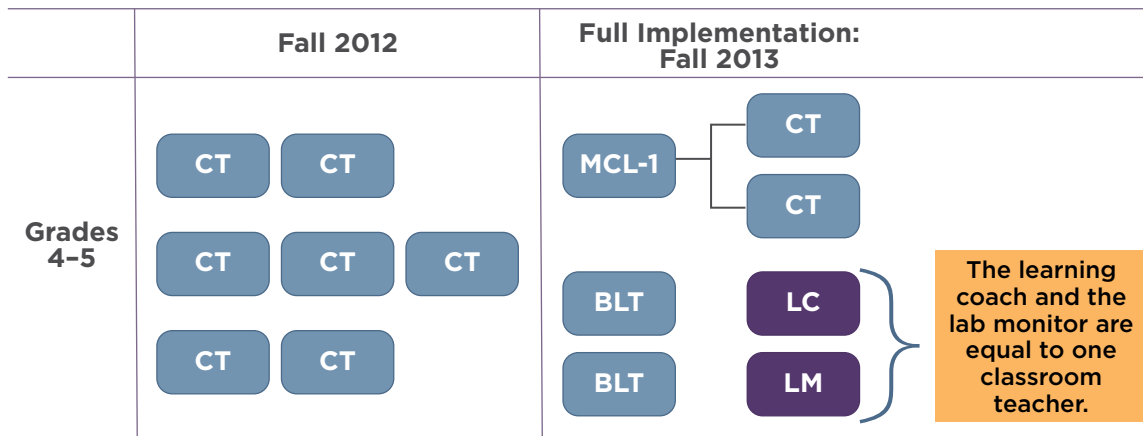 Fall 2012
Full Implementation:
Fall 2013
Grades
4–5
CT CT
CT CT CT
CT CT
MCL-1
CT
CT
BLT LC
BLT LM
The learning
coach and the
lab monitor are
equal to one
classroom
teacher.